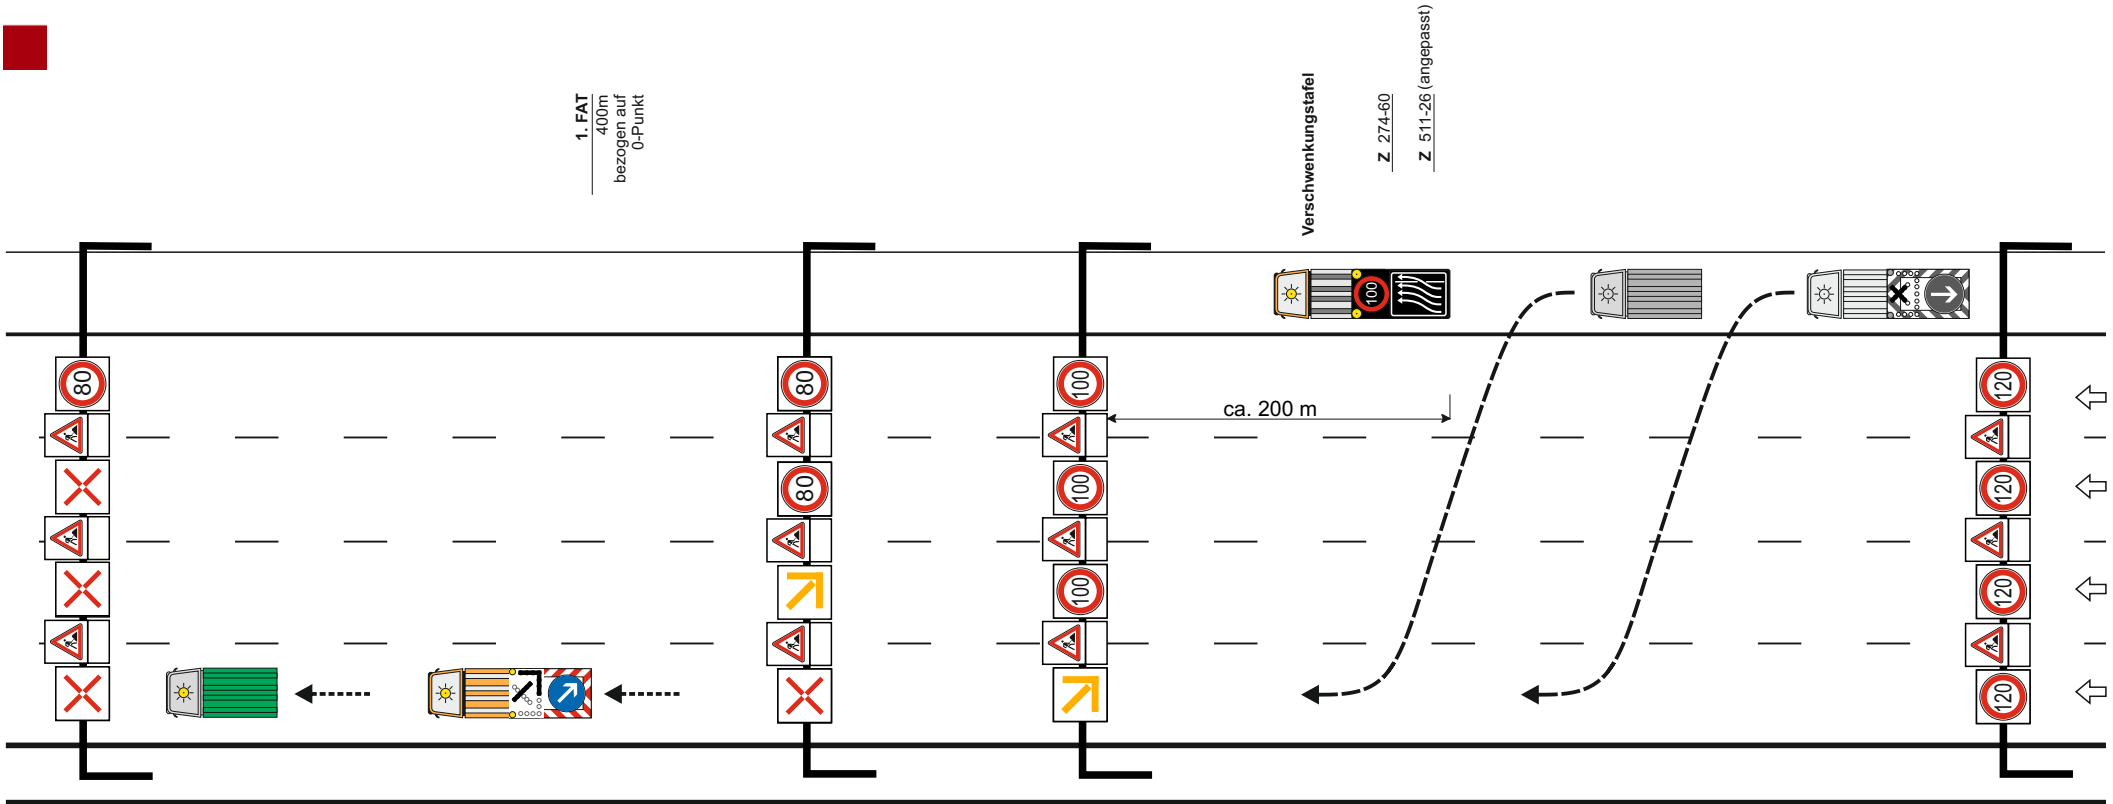 1. FAT
400m
bezogen auf
0-Punkt
Verschwenkungstafel
Z 274-60
Z 511-26 (angepasst)
100
ca. 200 m
80
80
80
100
100
100
120
120
120
120